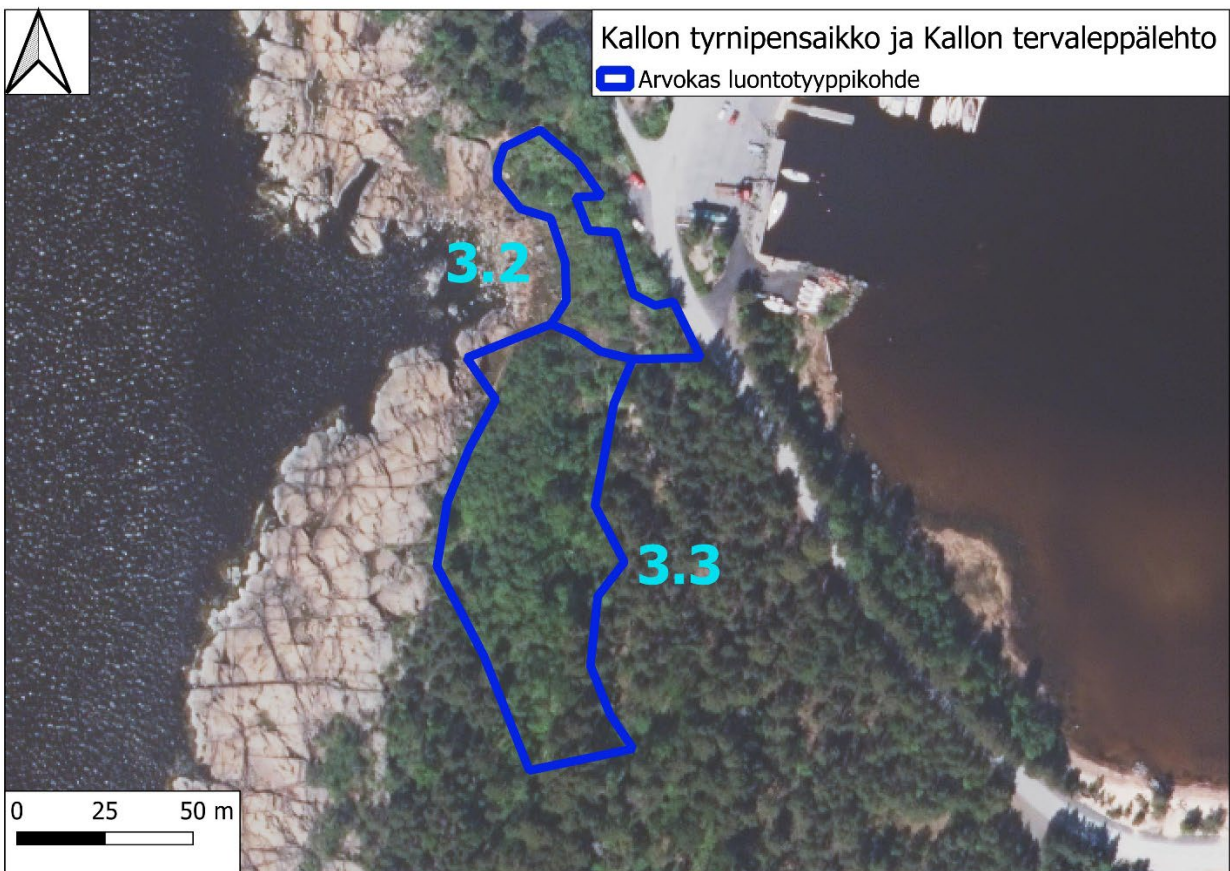 Kallon tyrnipensaikko ja Kallon tervaleppälehto
Arvokas luontotyyppikohde
3.2
3.3
0 25 50 m